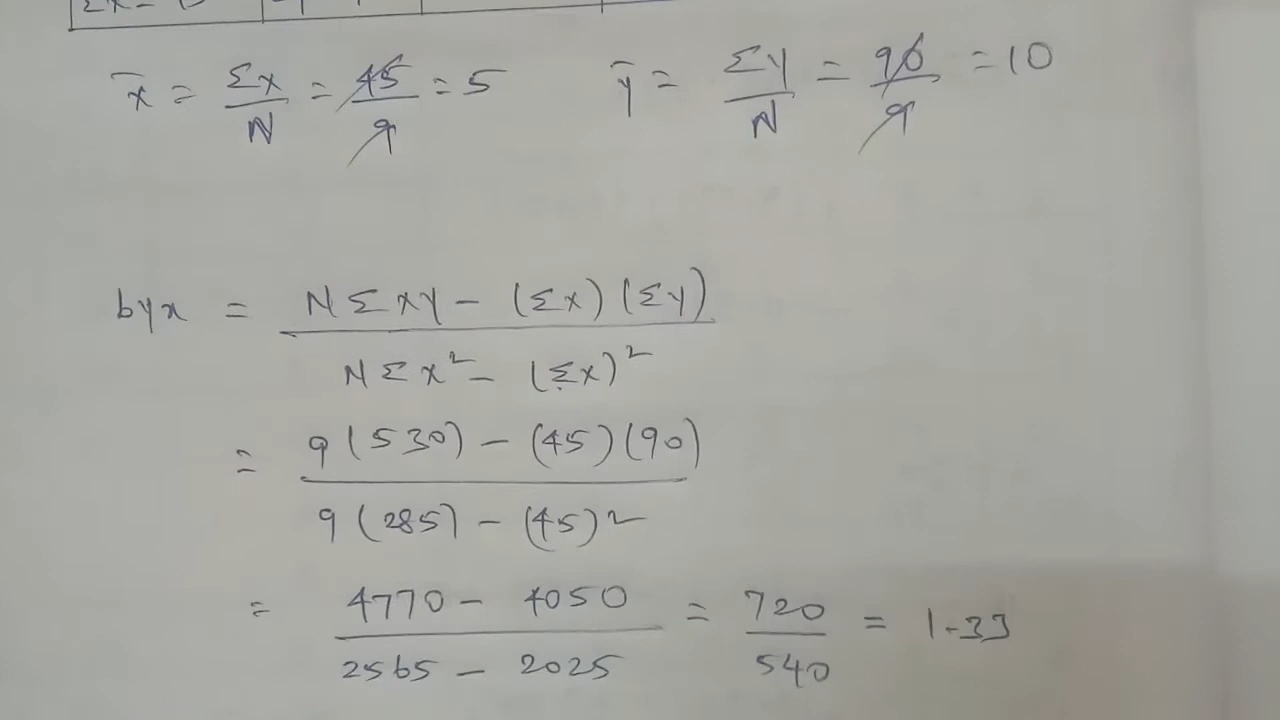 x̄ = ΣX/N = 45/9 = 5 ȳ = ΣY/N = 90/9 = 10
byx = NΣXY - (ΣX)(ΣY) / NΣX² - (ΣX)²
= 9(530) - (45)(90) / 9(285) - (45)²
= 4770 - 4050 / 2565 - 2025 = 720/540 = 1.33